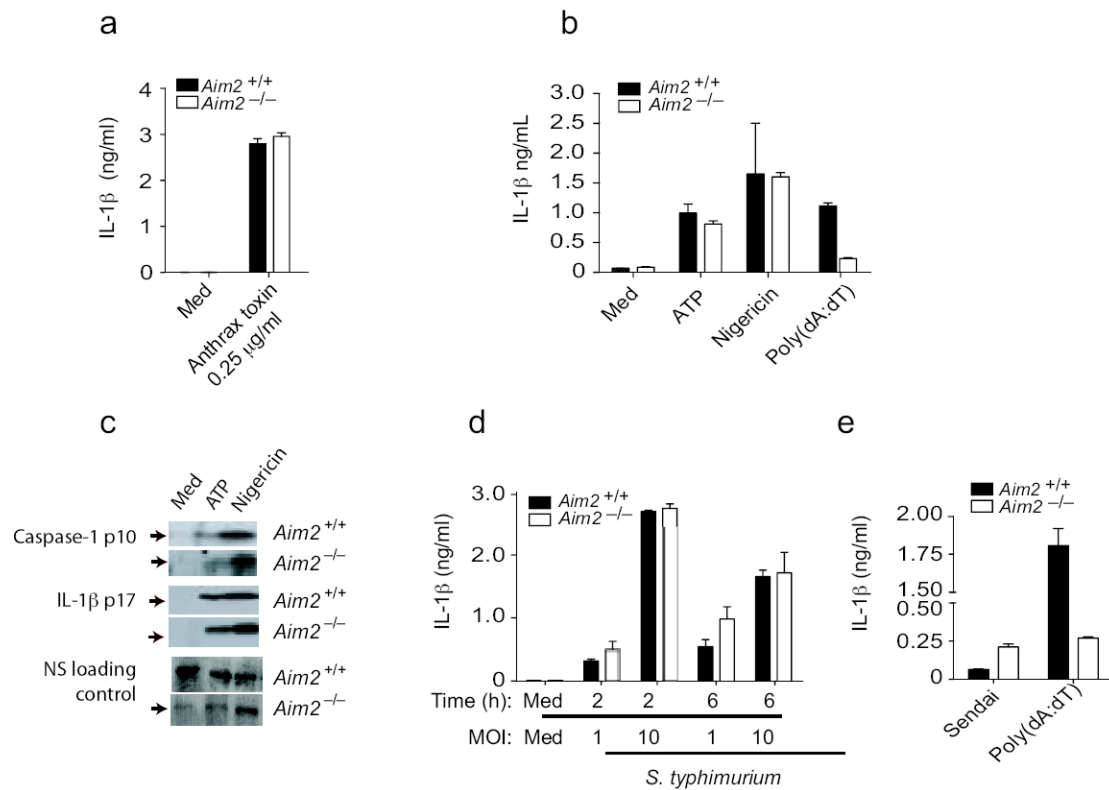 a
Aim2 +/+
Aim2 −/−
IL-1β (ng/ml)
4
3
2
1
0
Med
Anthrax toxin
0.25 μg/ml
b
Aim2 +/+
Aim2 −/−
IL-1β ng/mL
3.0
2.5
2.0
1.5
1.0
0.5
0
Med
ATP
Nigericin
Poly(dA:dT)
c
Med ATP Nigericin
Caspase-1 p10 Aim2+/+
Aim2−/−
IL-1β p17 Aim2+/+
Aim2−/−
NS loading
control
Aim2+/+
Aim2−/−
d
Aim2+/+
Aim2−/−
IL-1β (ng/ml)
3.0
2.0
1.0
0
Time (h): Med 2 2 6 6
MOI: Med 1 10 1 10
S. typhimurium
e
Aim2 +/+
Aim2 −/−
IL-1β (ng/ml)
2.00
1.75
1.50
0.50
0.25
0
Sendai
Poly(dA:dT)